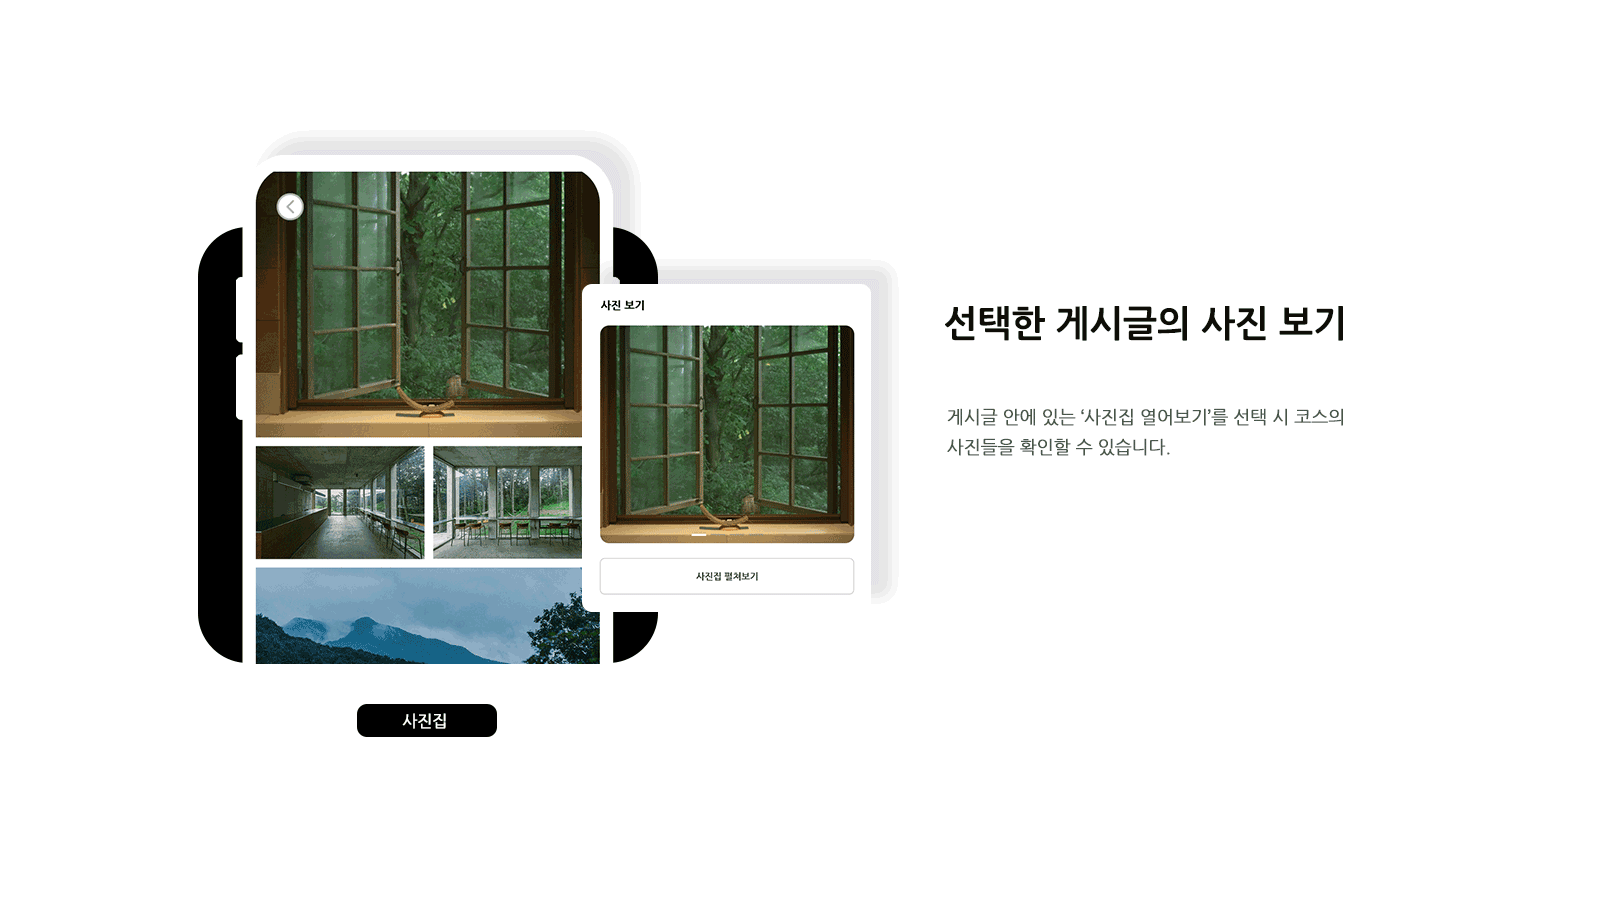 사진 보기
사진집 펼쳐보기
사진집
선택한 게시글의 사진 보기
게시글 안에 있는 ‘사진집 열어보기’를 선택 시 코스의
사진들을 확인할 수 있습니다.